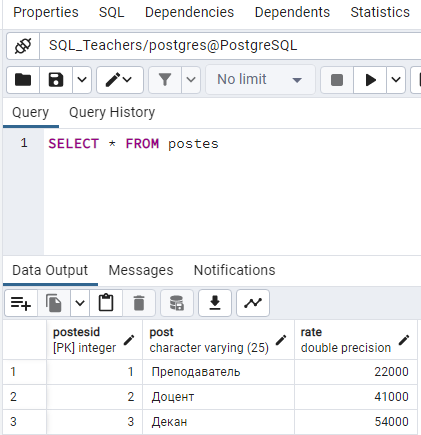 Properties SQL Dependencies Dependents Statistics
SQL_Teachers/postgres@PostgreSQL
No limit
Query Query History
1 SELECT * FROM postes
Data Output Messages Notifications
postesid post rate
[PK] integer character varying (25) double precision
1 1 Преподаватель 22000
2 2 Доцент 41000
3 3 Декан 54000